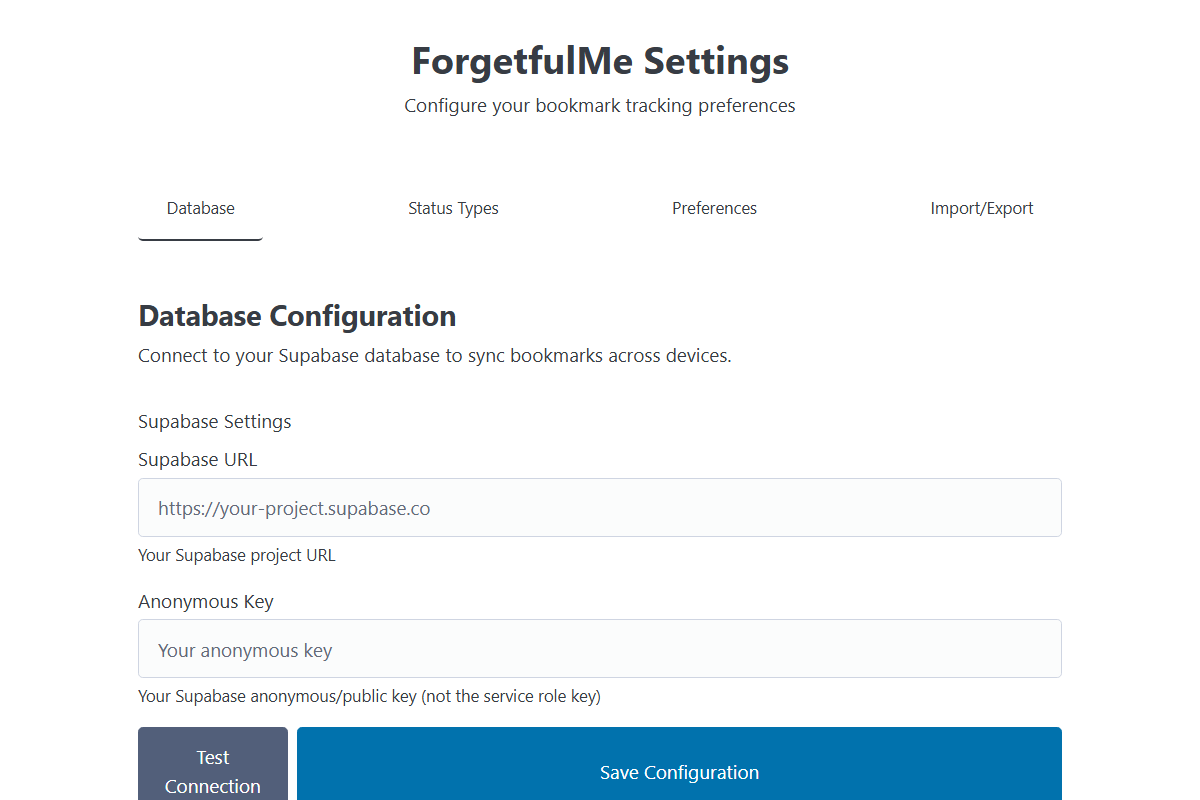 ForgetfulMe Settings
Configure your bookmark tracking preferences
Database
Status Types
Preferences
Import/Export
Database Configuration
Connect to your Supabase database to sync bookmarks across devices.
Supabase Settings
Supabase URL
https://your-project.supabase.co
Your Supabase project URL
Anonymous Key
Your anonymous key
Your Supabase anonymous/public key (not the service role key)
Test
Connection
Save Configuration